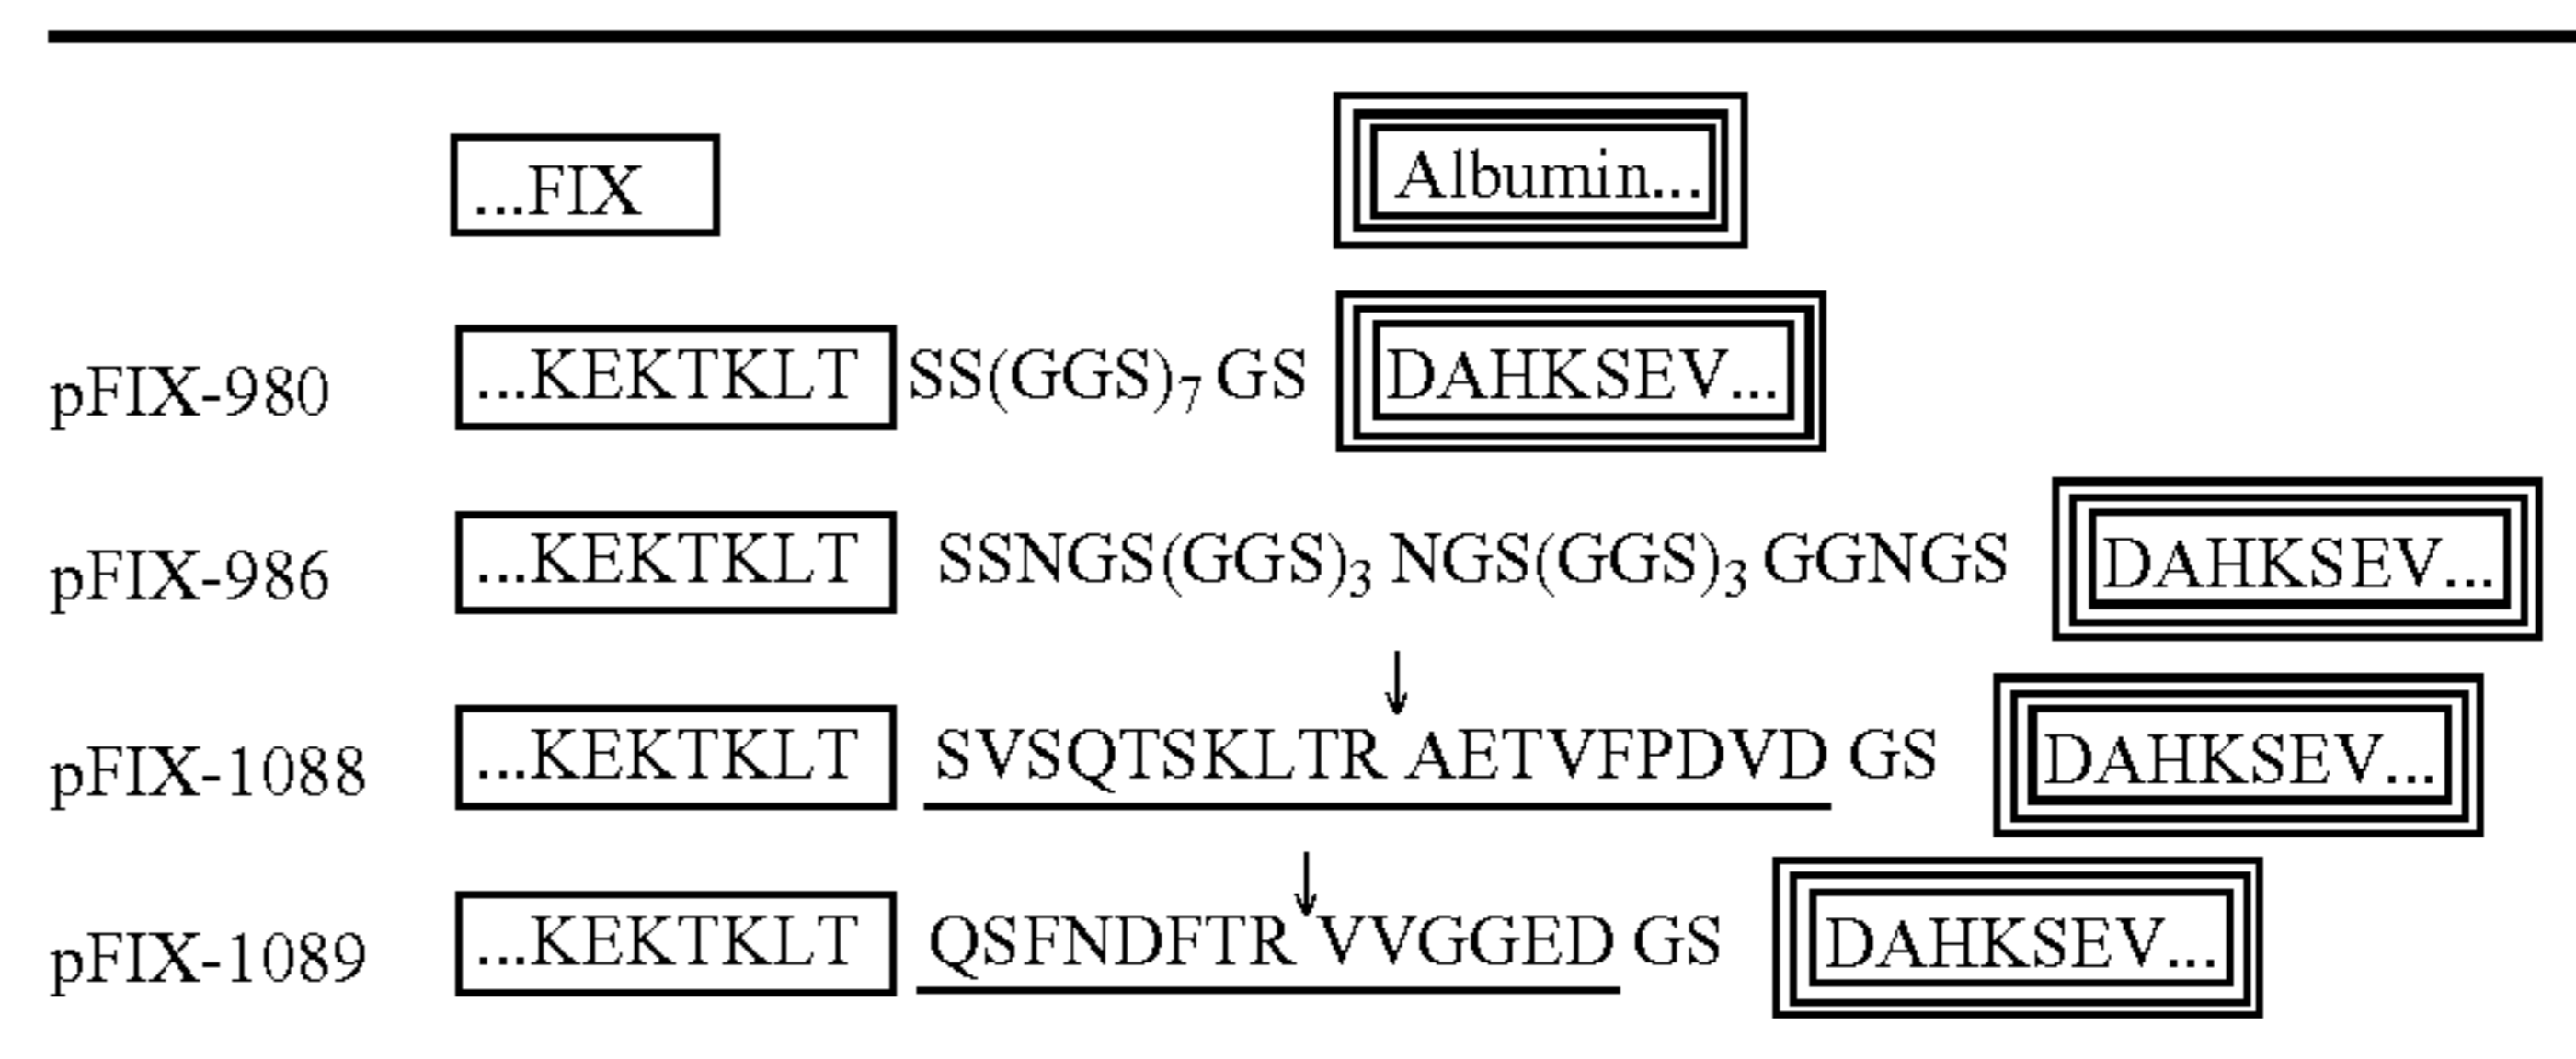 ...FIX Albumin...
pFIX-980 ...KEKTKLT SS(GGS)₇ GS DAHKSEV...
pFIX-986 ...KEKTKLT SSNGS(GGS)₃ NGS(GGS)₃ GGNGS DAHKSEV...
↓
pFIX-1088 ...KEKTKLT SVSQTSKLTR AETVFPDVD GS DAHKSEV...
↓
pFIX-1089 ...KEKTKLT QSFNDFTR VVGGED GS DAHKSEV...